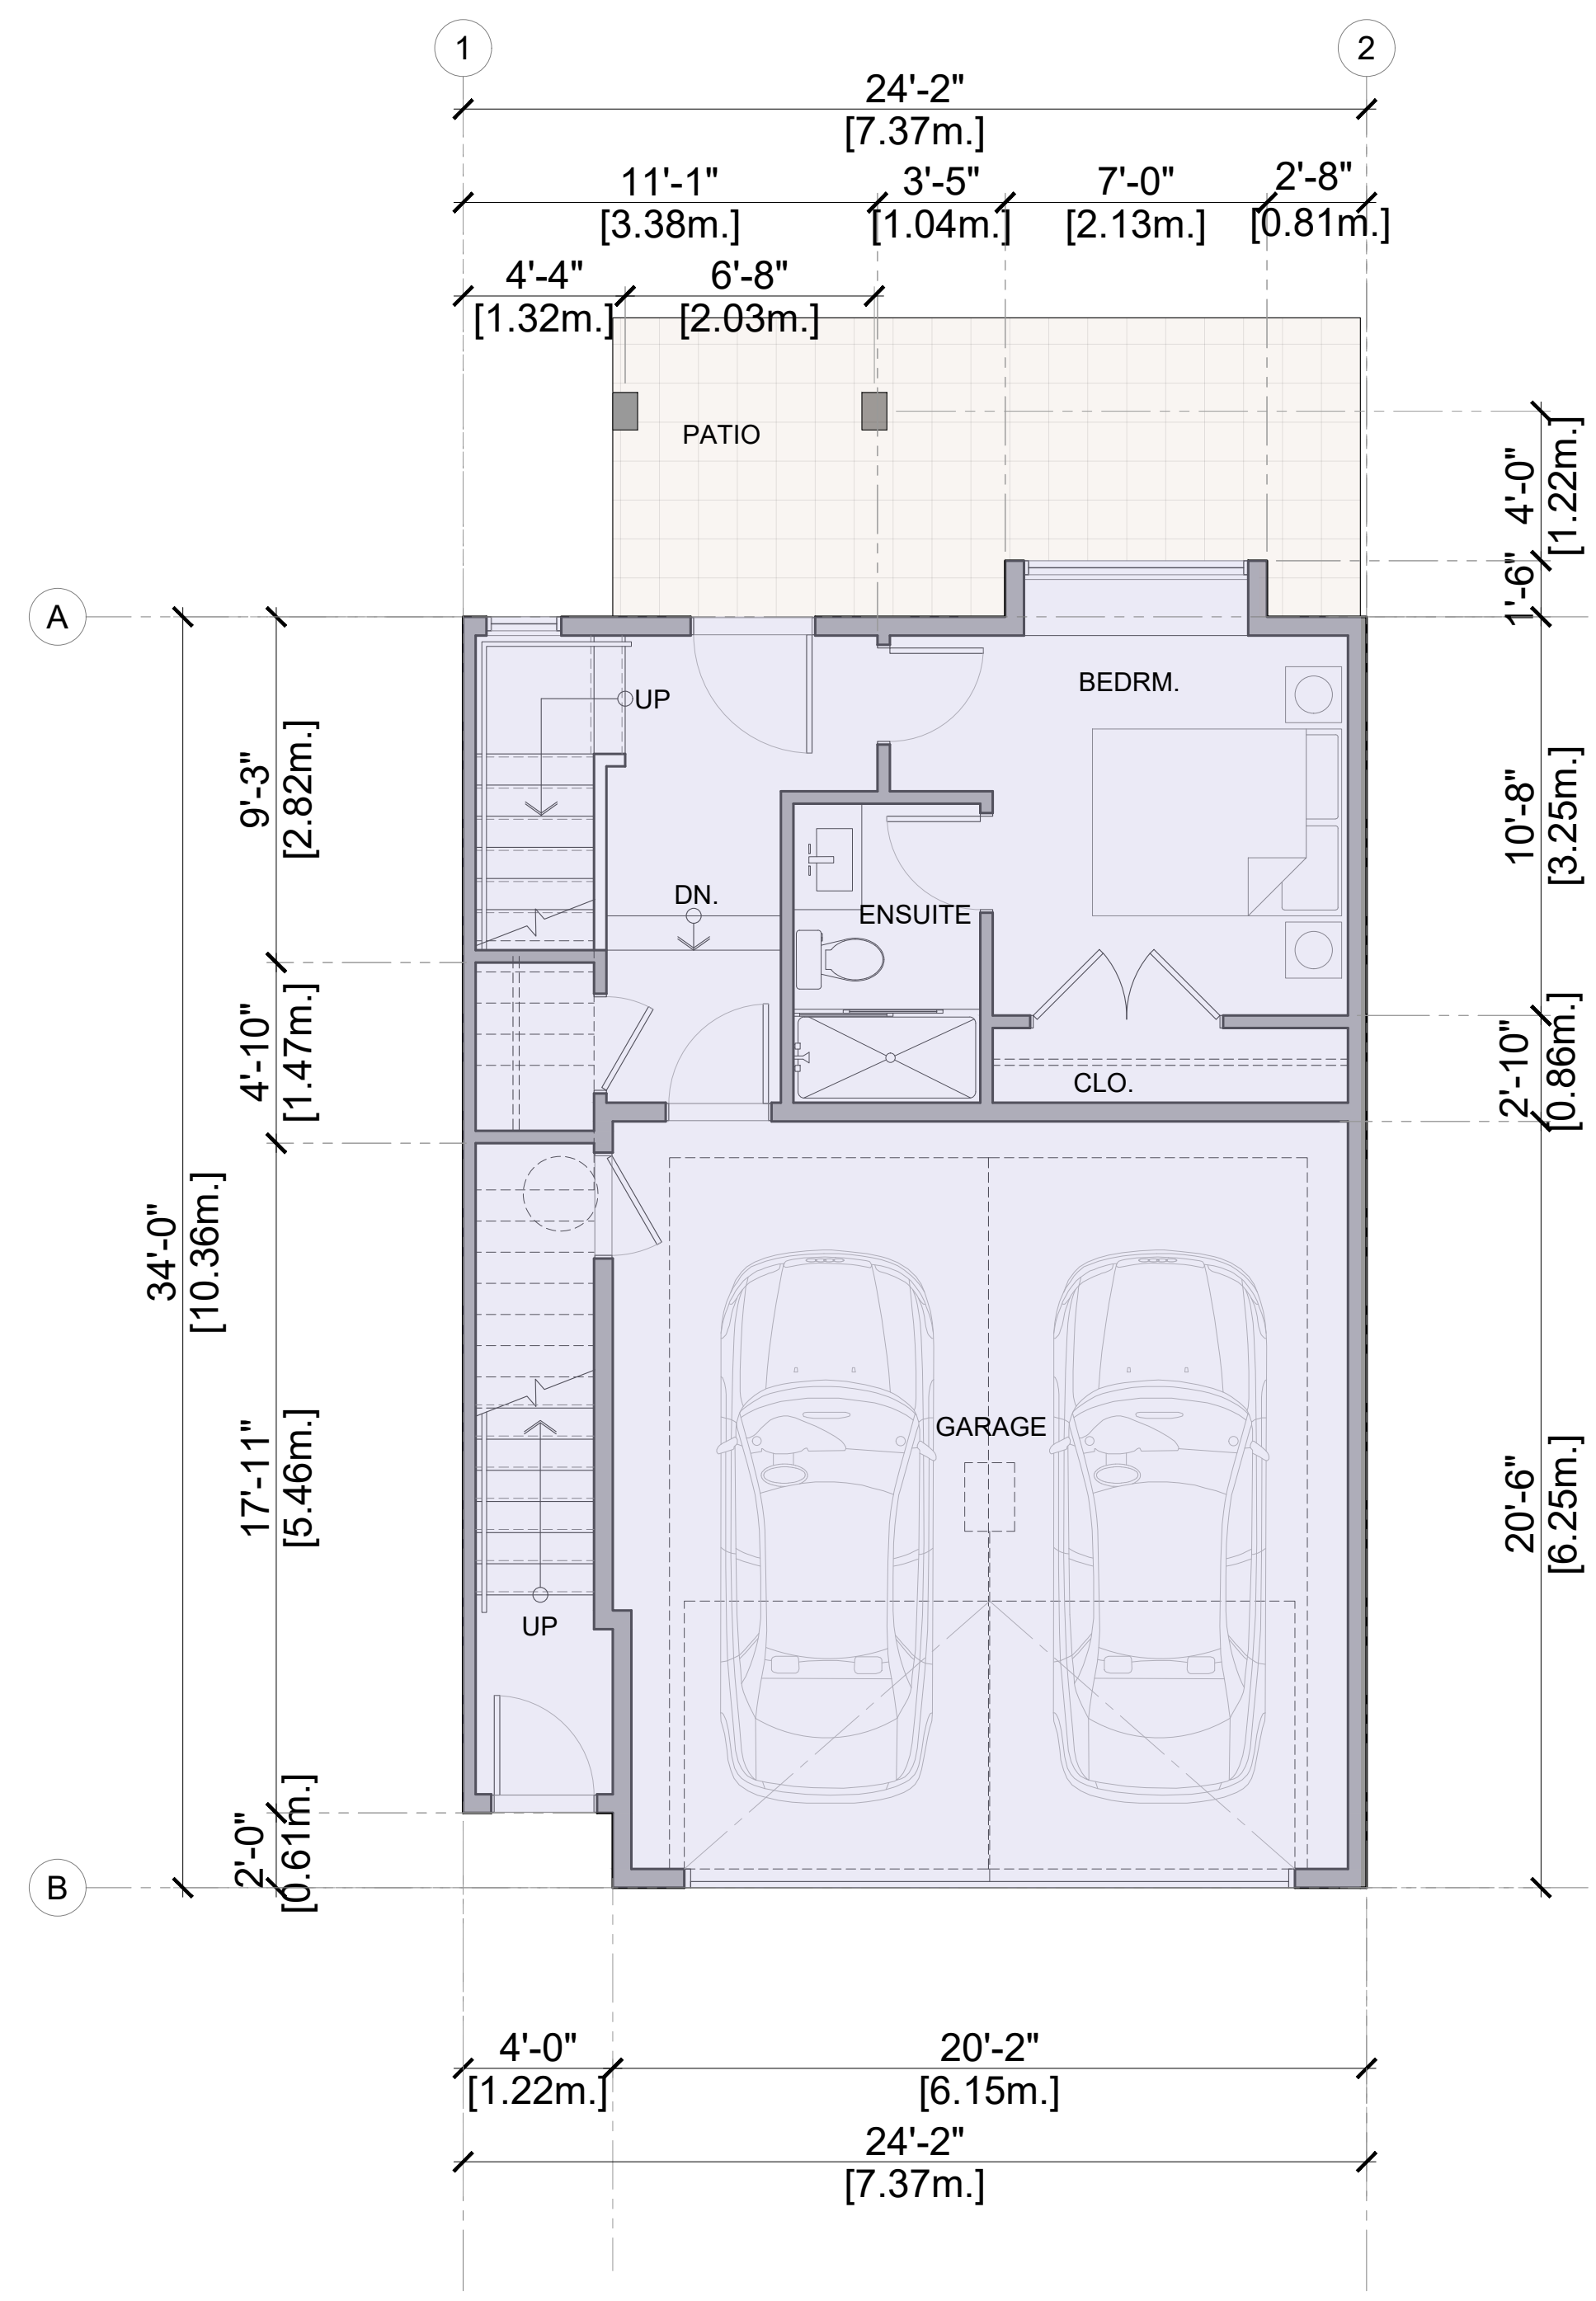 1
2
24'-2"
[7.37m.]
11'-1"
3'-5"
7'-0"
2'-8"
[3.38m.]
[1.04m.]
[2.13m.]
[0.81m.]
4'-4"
6'-8"
[1.32m.]
[2.03m.]
PATIO
4'-0"
[1.22m.]
1'-6"
A
BEDRM.
UP
9'-3"
[2.82m.]
10'-8"
[3.25m.]
DN.
ENSUITE
4'-10"
[1.47m.]
2'-10"
[0.86m.]
CLO.
34'-0"
[10.36m.]
GARAGE
17'-11"
[5.46m.]
20'-6"
[6.25m.]
UP
2'-0"
[0.61m.]
B
4'-0"
20'-2"
[1.22m.]
[6.15m.]
24'-2"
[7.37m.]